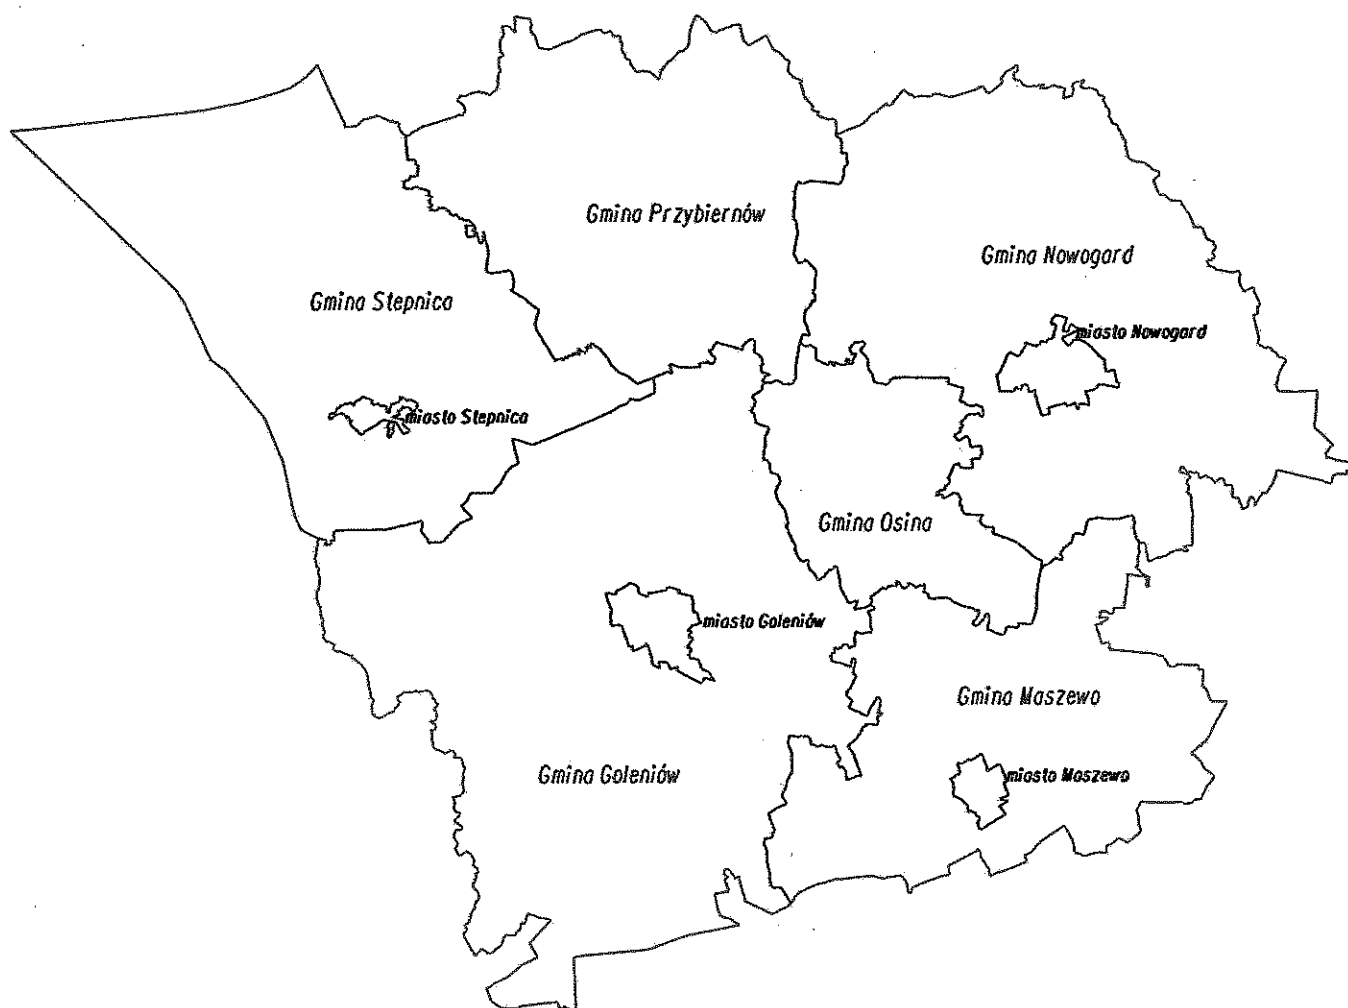 Gmina Przybiernów
Gmina Nowogard
Gmina Stepnica
miasto Nowogard
miasto Stepnica
Gmina Osina
miasto Goleniów
Gmina Maszewo
Gmina Goleniów
miasto Maszewo